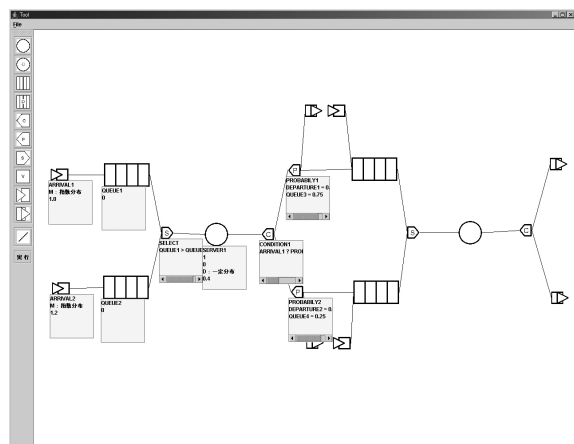 Tool
File
C
P
S
V
実行
ARRIVAL1
M : 指数分布
1.0
QUEUE1
0
PROBABILY1
DEPARTURE1 = 0.
QUEUE3 = 0.75
P
S
SELECT
QUEUE1 > QUEUE
SERVER1
1
0
D : 一定分布
0.4
C
CONDITION1
ARRIVAL1 ? PROI
S
C
ARRIVAL2
M : 指数分布
1.2
QUEUE2
0
P
PROBABILY2
DEPARTURE2 = 0.
QUEUE4 = 0.25